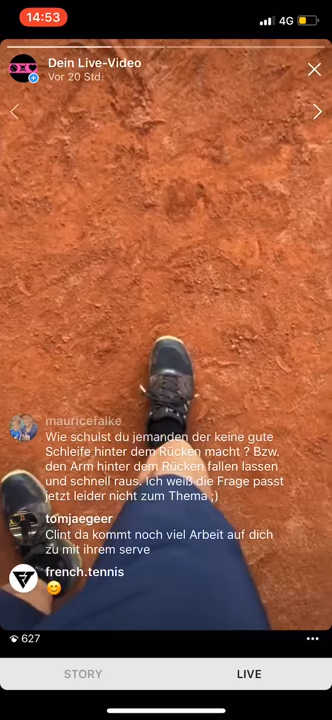 14:53
4G
Dein Live-Video
Vor 20 Std.
mauricefalke
Wie schulst du jemanden der keine gute
Schleife hinter dem Rücken macht ? Bzw.
den Arm hinter dem Rücken fallen lassen
und schnell raus. Ich weiß die Frage passt
jetzt leider nicht zum Thema ;)
tomjaegeer
Clint da kommt noch viel Arbeit auf dich
zu mit ihrem serve
french.tennis
😊
627
STORY
LIVE